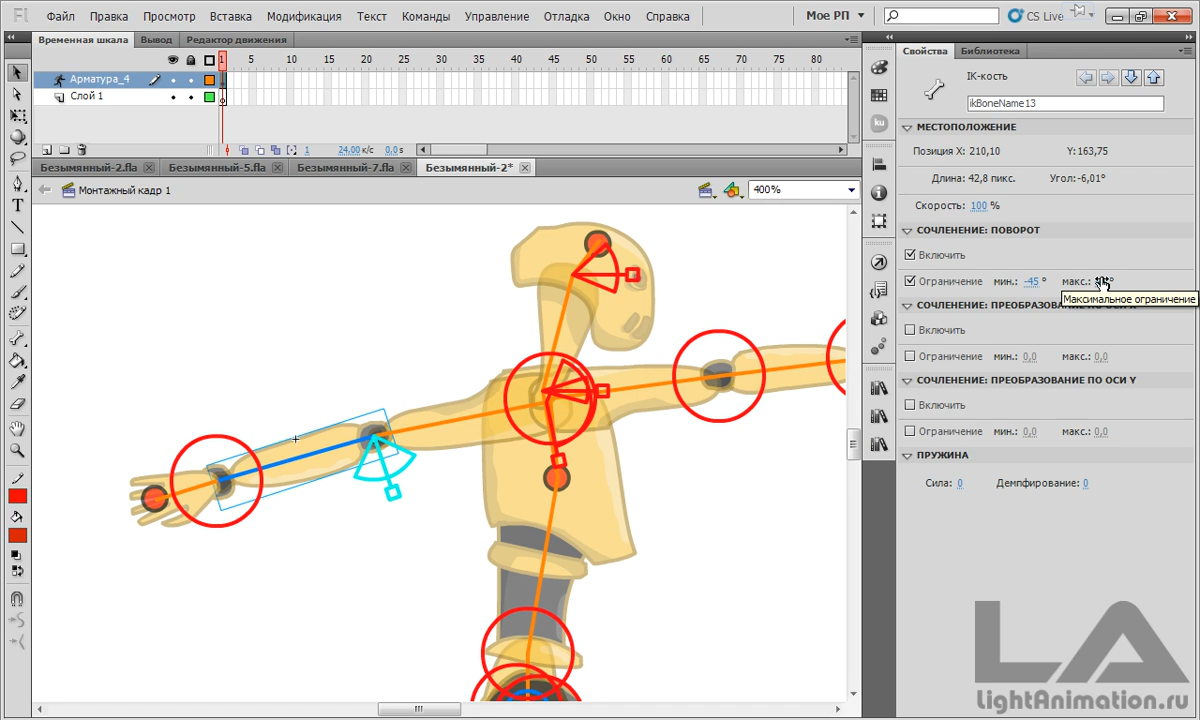 Fl Файл Правка Просмотр Вставка Модификация Текст Команды Управление Отладка Окно Справка Мое РП CS Live
Временная шкала Вывод Редактор движения
1 5 10 15 20 25 30 35 40 45 50 55 60 65 70 75 80
Арматура_4
Слой 1
1 24,00 к/с 0,0 s
Безымянный-2.fla Безымянный-5.fla Безымянный-7.fla Безымянный-2*
Монтажный кадр 1 400%
Свойства Библиотека
IK-кость
ikBoneName13
МЕСТОПОЛОЖЕНИЕ
Позиция X: 210,10 Y: 163,75
Длина: 42,8 пикс. Угол:-6,01°
Скорость: 100 %
СОЧЛЕНЕНИЕ: ПОВОРОТ
Включить
Ограничение мин.: -45 ° макс.:
Максимальное ограничение
СОЧЛЕНЕНИЕ: ПРЕОБРАЗОВАНИЕ
Включить
Ограничение мин.: 0,0 макс.: 0,0
СОЧЛЕНЕНИЕ: ПРЕОБРАЗОВАНИЕ ПО ОСИ Y
Включить
Ограничение мин.: 0,0 макс.: 0,0
ПРУЖИНА
Сила: 0 Демпфирование: 0
ku
T
LA
LightAnimation.ru